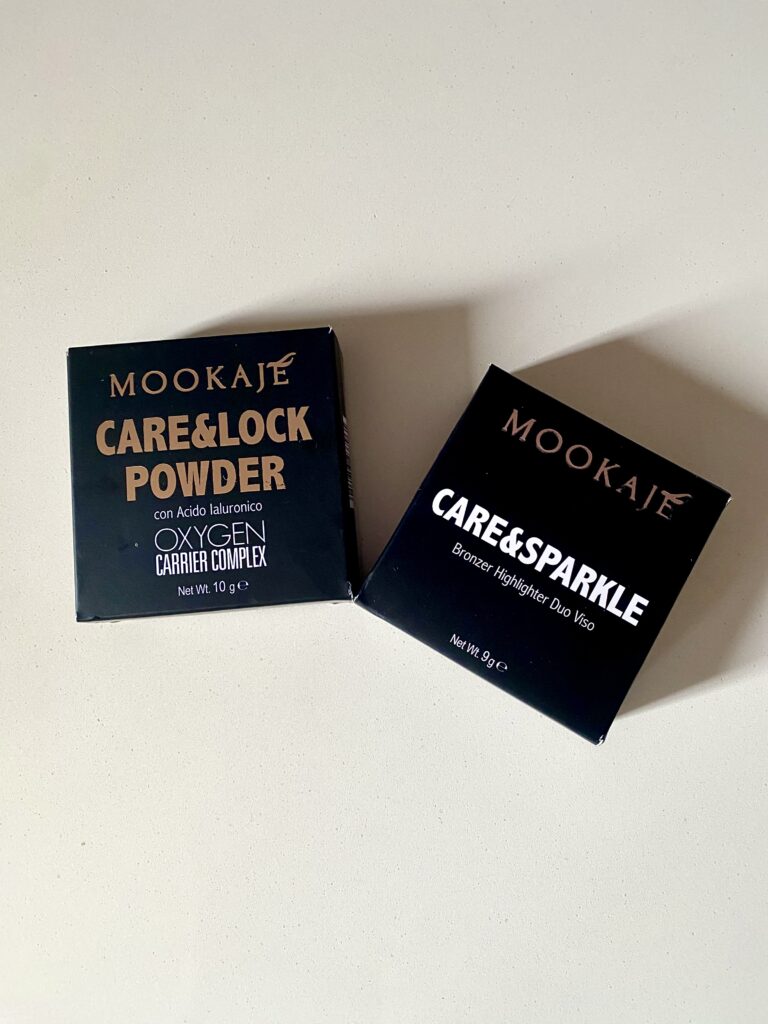 MOOKAJE
CARE&LOCK
POWDER
con Acido Ialuronico
OXYGEN
CARRIER COMPLEX
Net Wt. 10 g ℮
MOOKAJE
CARE&SPARKLE
Bronzer Highlighter Duo Viso
Net Wt. 9 g ℮